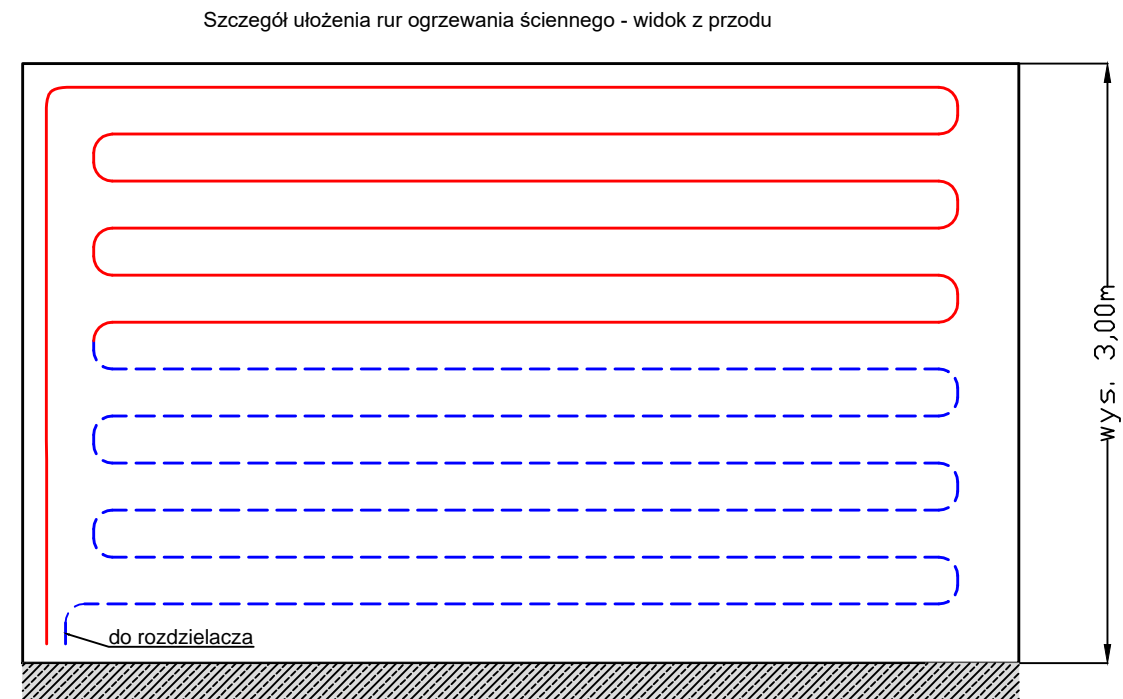 Szczegół ułożenia rur ogrzewania ściennego - widok z przodu
wys. 3,00m
do rozdzielacza